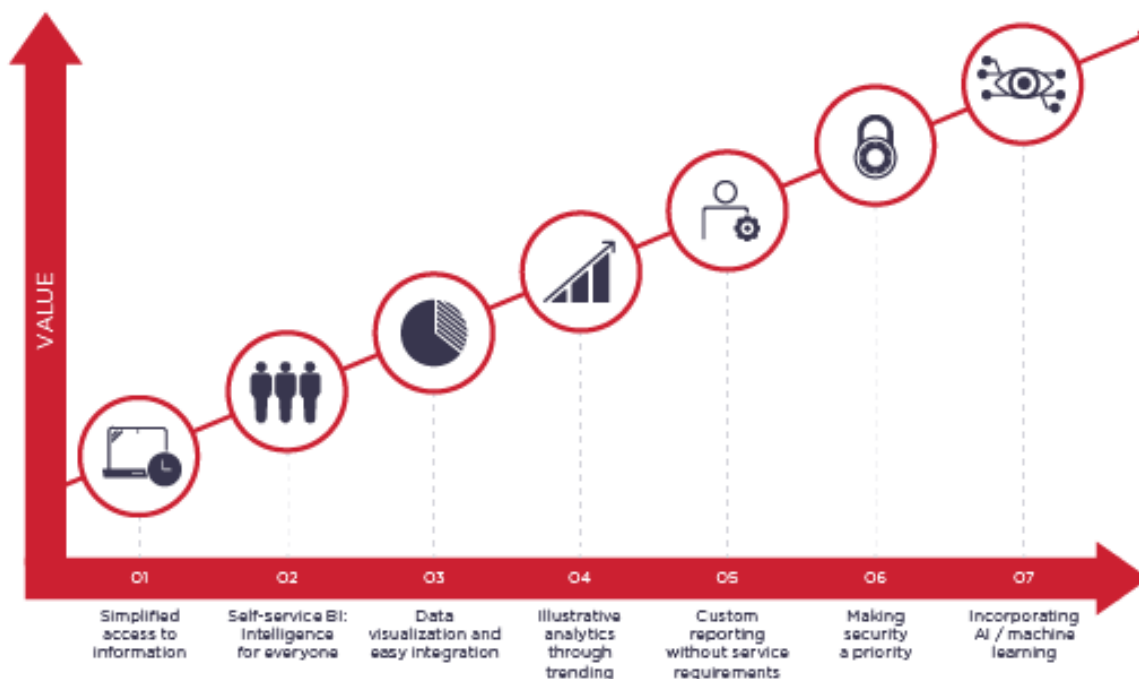 VALUE
01
02
03
04
05
06
07
Simplified
access to
information
Self-service BI:
Intelligence
for everyone
Data
visualization and
easy integration
Illustrative
analytics
through
trending
Custom
reporting
without service
requirements
Making
security
a priority
Incorporating
AI / machine
learning